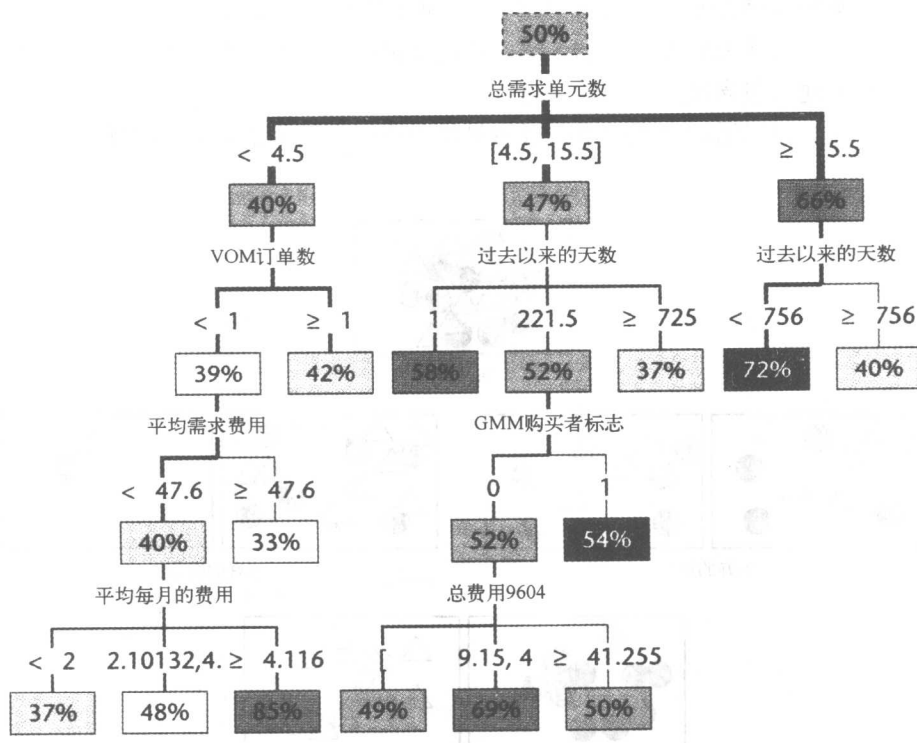 50%
总需求单元数
< 4.5 [4.5, 15.5] ≥ 5.5
40% 47% 66%
VOM订单数 过去以来的天数 过去以来的天数
< 1 ≥ 1 1 221.5 ≥ 725 < 756 ≥ 756
39% 42% 58% 52% 37% 72% 40%
平均需求费用 GMM购买者标志
< 47.6 ≥ 47.6 0 1
40% 33% 52% 54%
平均每月的费用 总费用9604
< 2 2.10132,4. ≥ 4.116 [ 9.15, 4 ≥ 41.255
37% 48% 85% 49% 69% 50%